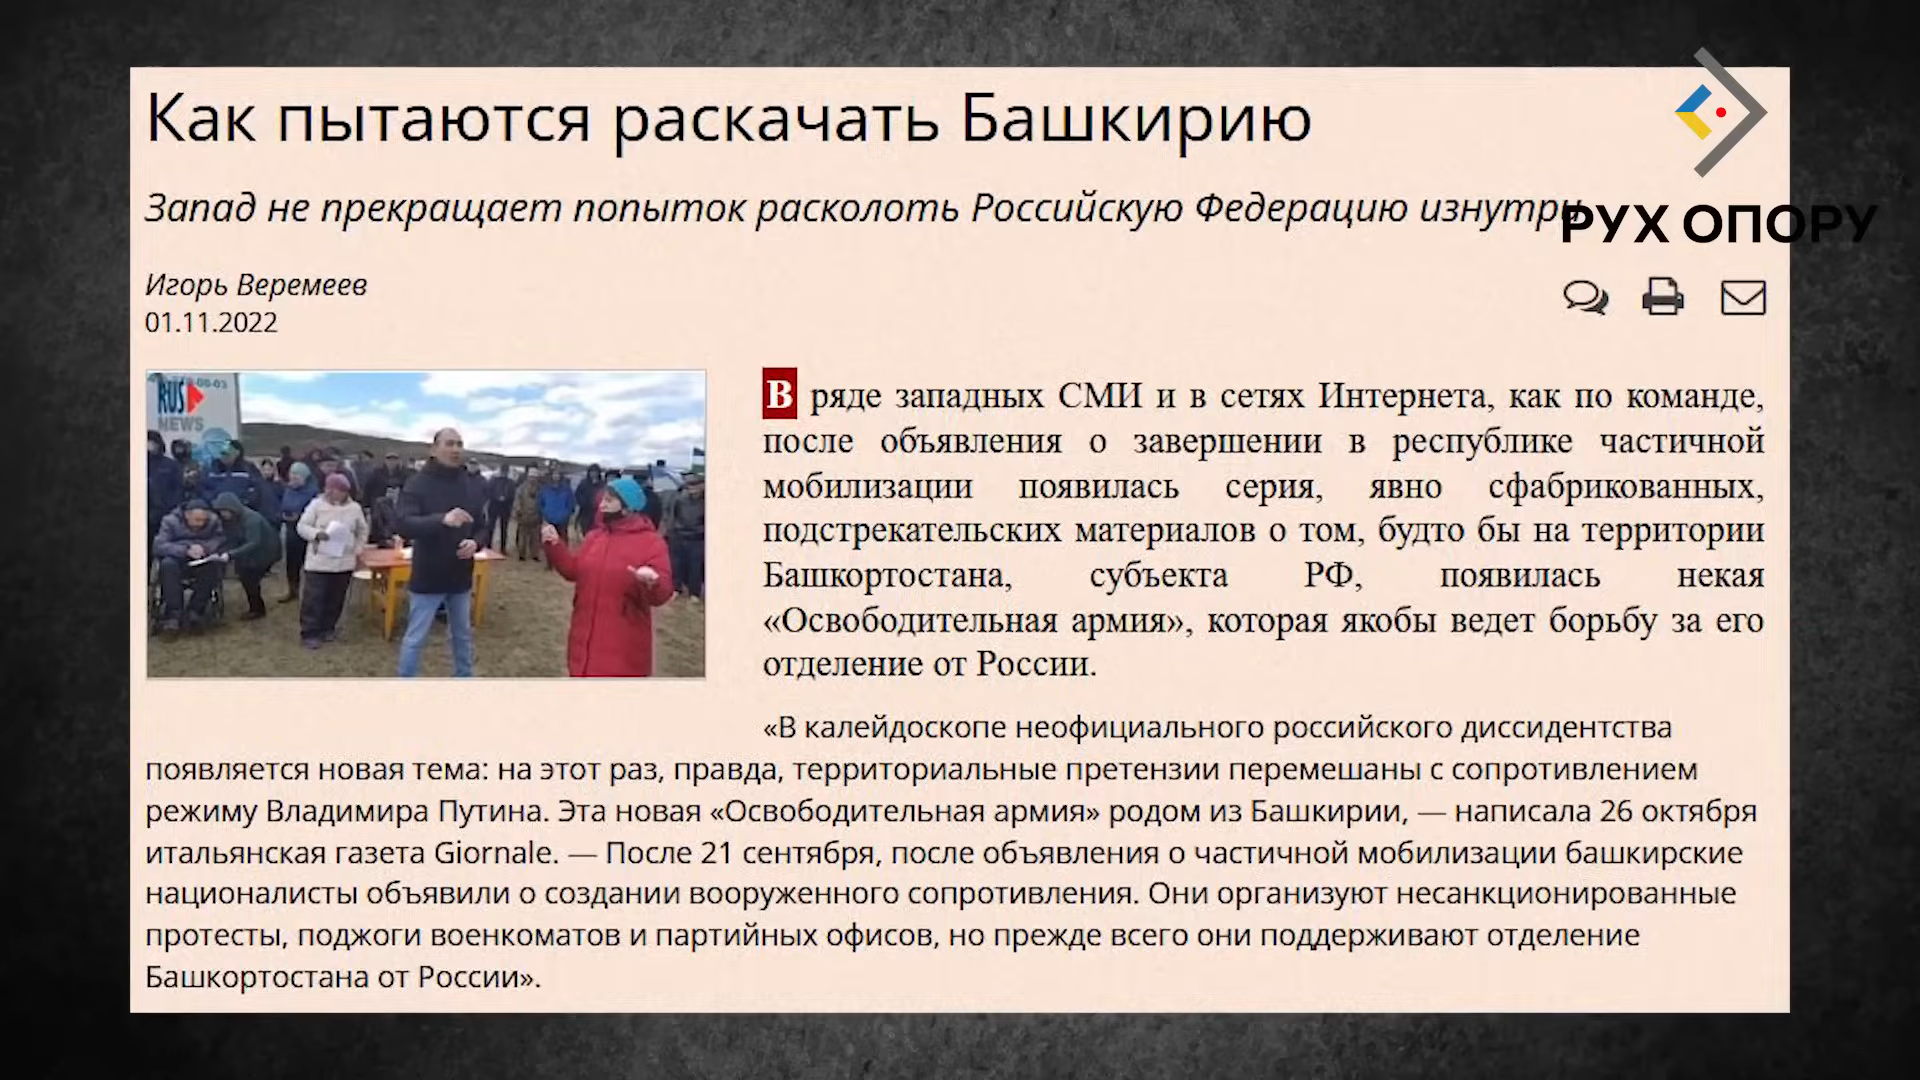 Как пытаются раскачать Башкирию
Запад не прекращает попыток расколоть Российскую Федерацию изнутри
РУХ ОПОРУ
Игорь Веремеев
01.11.2022
RUS
NEWS
В ряде западных СМИ и в сетях Интернета, как по команде,
после объявления о завершении в республике частичной
мобилизации появилась серия, явно сфабрикованных,
подстрекательских материалов о том, будто бы на территории
Башкортостана, субъекта РФ, появилась некая
«Освободительная армия», которая якобы ведет борьбу за его
отделение от России.
«В калейдоскопе неофициального российского диссидентства
появляется новая тема: на этот раз, правда, территориальные претензии перемешаны с сопротивлением
режиму Владимира Путина. Эта новая «Освободительная армия» родом из Башкирии, — написала 26 октября
итальянская газета Giornale. — После 21 сентября, после объявления о частичной мобилизации башкирские
националисты объявили о создании вооруженного сопротивления. Они организуют несанкционированные
протесты, поджоги военкоматов и партийных офисов, но прежде всего они поддерживают отделение
Башкортостана от России».